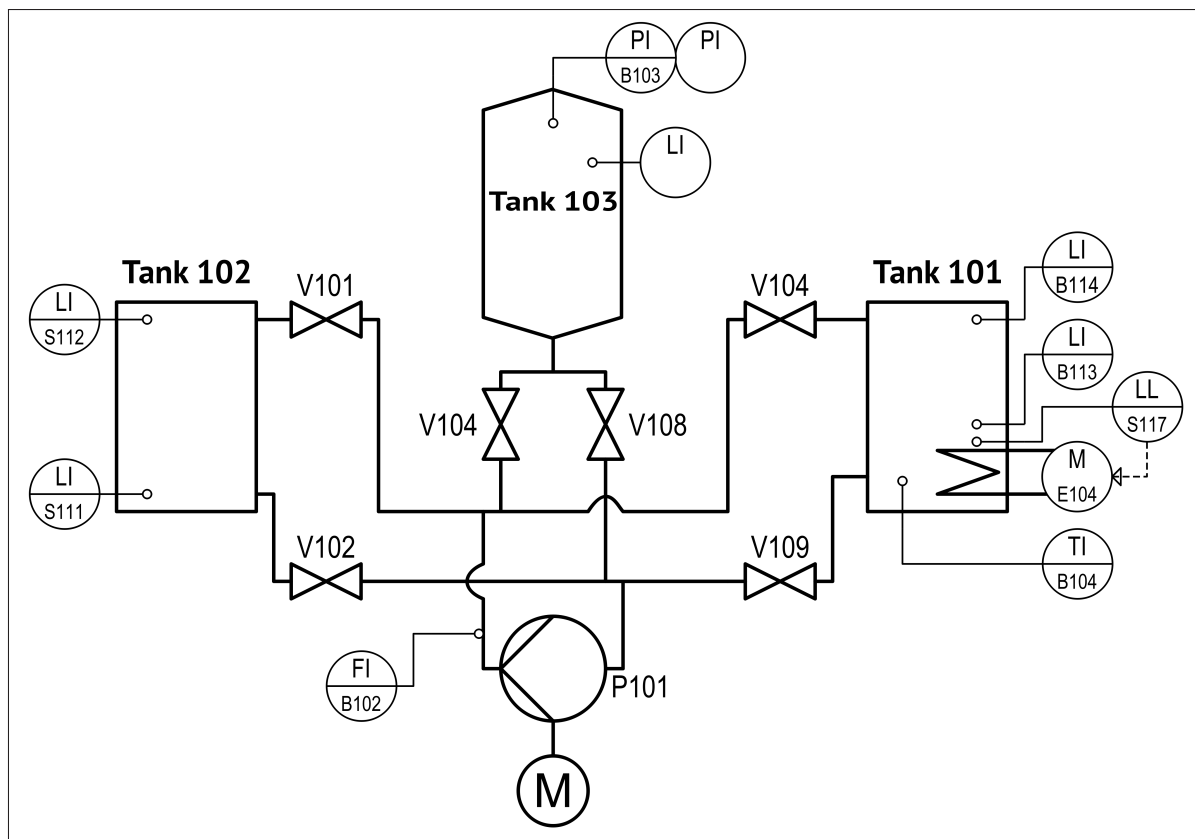 PI
B103
PI
LI
Tank 103
Tank 102
V101
V104
Tank 101
LI
S112
LI
B114
LI
B113
V104
V108
LL
S117
LI
S111
M
E104
V102
V109
TI
B104
FI
B102
P101
M